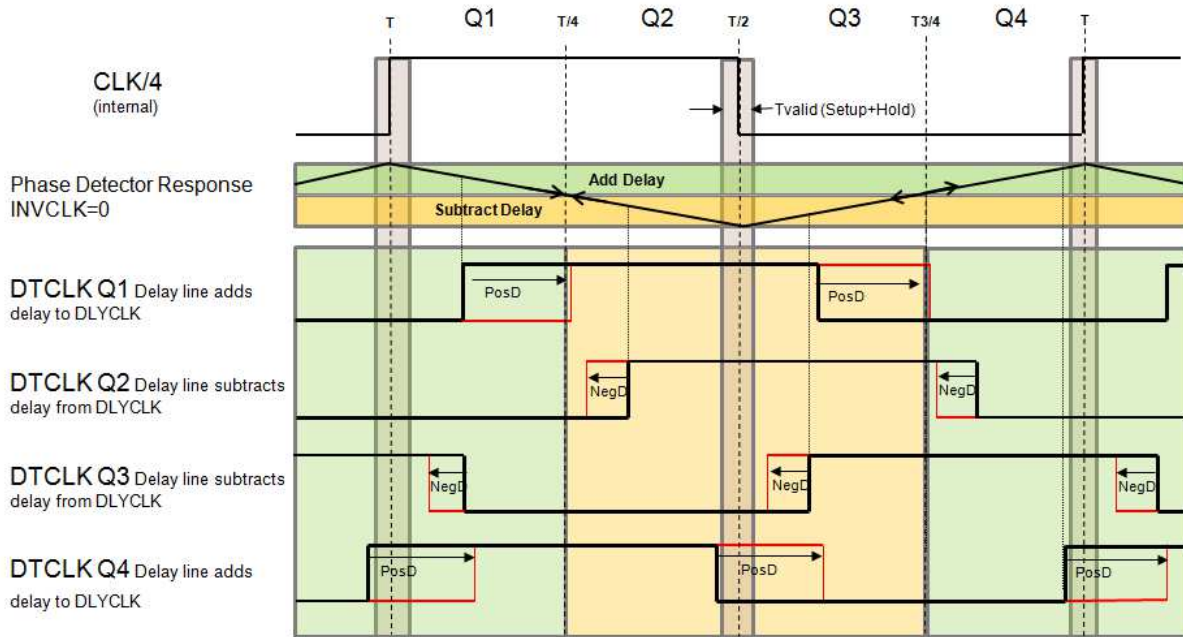 T Q1 T/4 Q2 T/2 Q3 T3/4 Q4 T
CLK/4
(internal)
Tvalid (Setup+Hold)
Phase Detector Response
INVCLK=0
Add Delay
Subtract Delay
DTCLK Q1 Delay line adds
delay to DLYCLK
PosD PosD
DTCLK Q2 Delay line subtracts
delay from DLYCLK
NegD NegD
DTCLK Q3 Delay line subtracts
delay from DLYCLK
NegD NegD NegD
DTCLK Q4 Delay line adds
delay to DLYCLK
PosD PosD PosD